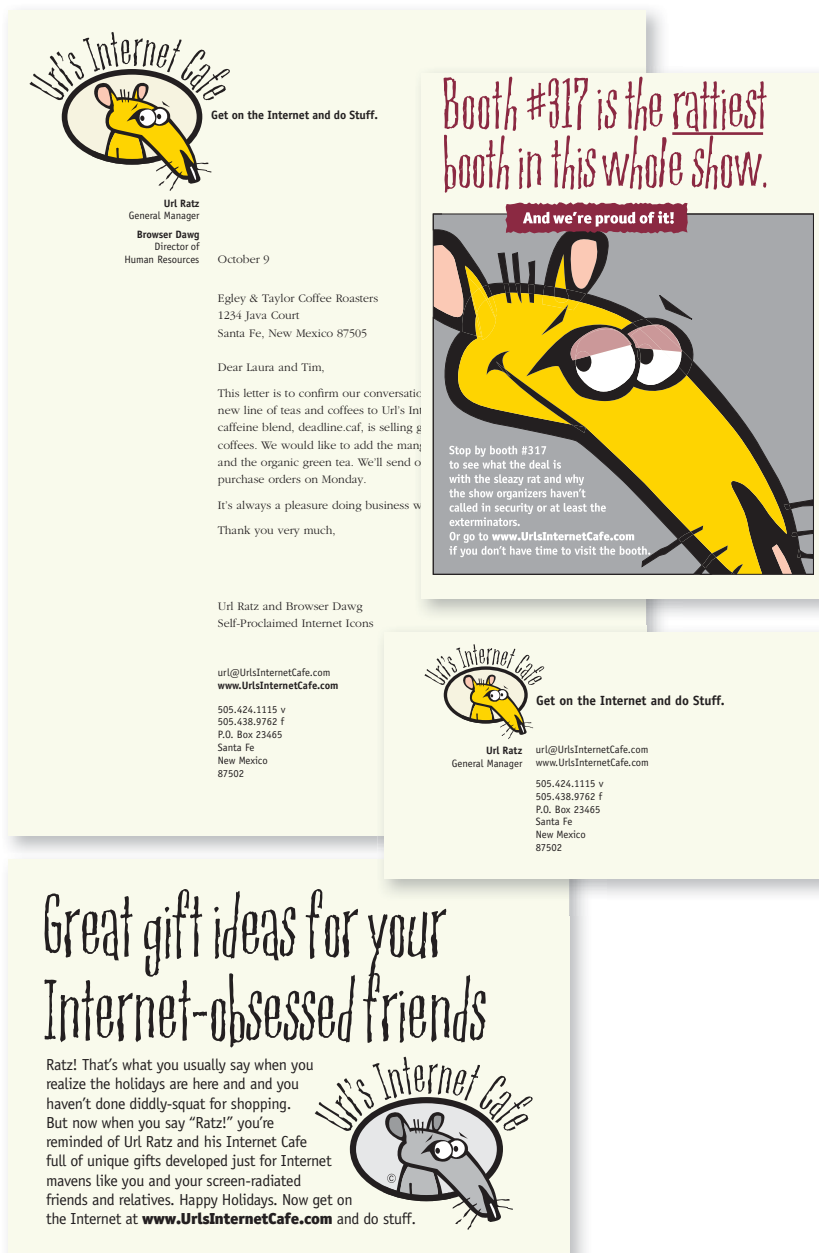 Url's Internet Cafe
Get on the Internet and do Stuff.
Url Ratz
General Manager
Browser Dawg
Director of
Human Resources
October 9
Egley & Taylor Coffee Roasters
1234 Java Court
Santa Fe, New Mexico 87505
Dear Laura and Tim,
This letter is to confirm our
new line of teas and coffees to Url's
caffeine blend, deadline.caf, is selling
coffees. We would like to add the
and the organic green tea. We'll send
purchase orders on Monday.
It's always a pleasure doing business
Thank you very much,
Url Ratz and Browser Dawg
Self-Proclaimed Internet Icons
url@UrlsInternetCafe.com
www.UrlsInternetCafe.com
505.424.1115 v
505.438.9762 f
P.O. Box 23465
Santa Fe
New Mexico
87502
Booth #317 is the rattiest
booth in this whole show.
And we're proud of it!
Stop by booth #317
to see what the deal is
with the sleazy rat and why
the show organizers haven't
called in security or at least the
exterminators.
Or go to www.UrlsInternetCafe.com
if you don't have time to visit the booth.
Url's Internet Cafe
Get on the Internet and do Stuff.
Url Ratz
General Manager
url@UrlsInternetCafe.com
www.UrlsInternetCafe.com
505.424.1115 v
505.438.9762 f
P.O. Box 23465
Santa Fe
New Mexico
87502
Great gift ideas for your
Internet-obsessed friends
Ratz! That's what you usually say when you
realize the holidays are here and and you
haven't done diddly-squat for shopping.
But now when you say “Ratz!” you're
reminded of Url Ratz and his Internet Cafe
full of unique gifts developed just for Internet
mavens like you and your screen-radiated
friends and relatives. Happy Holidays. Now get on
the Internet at www.UrlsInternetCafe.com and do stuff.
Url's Internet Cafe
©